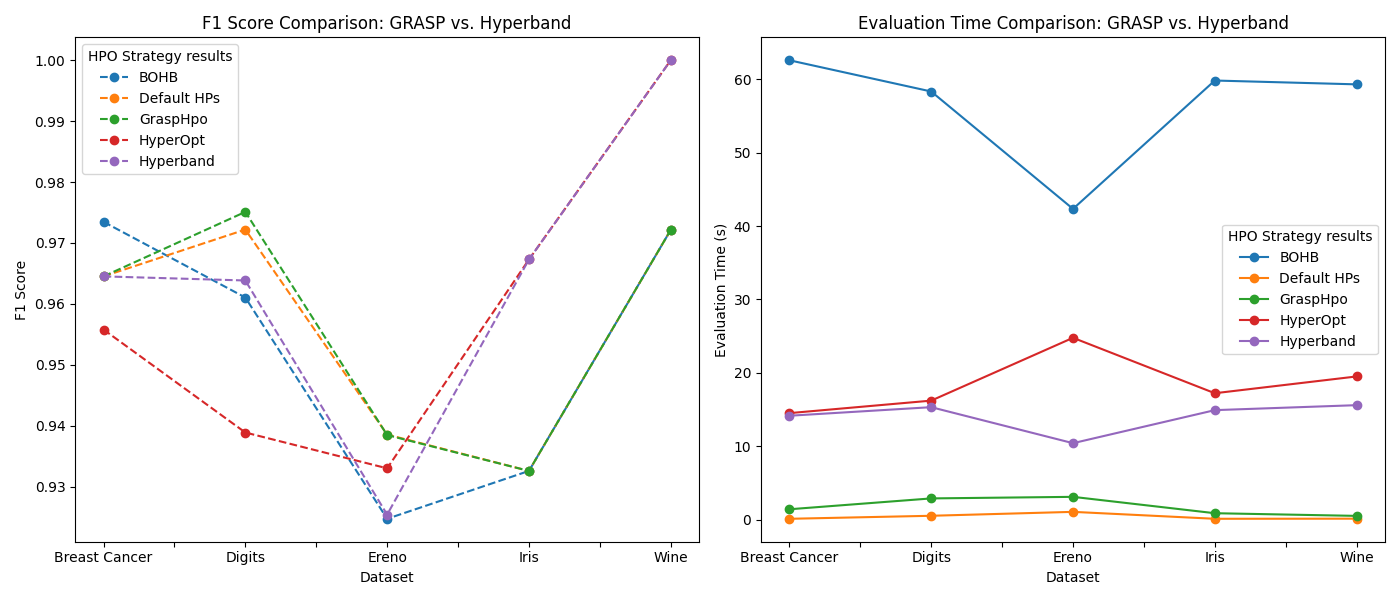 F1 Score Comparison: GRASP vs. Hyperband
HPO Strategy results
BOHB
Default HPs
GraspHpo
HyperOpt
Hyperband
1.00
0.99
0.98
0.97
0.96
0.95
0.94
0.93
F1 Score
Breast Cancer
Digits
Ereno
Iris
Wine
Dataset
Evaluation Time Comparison: GRASP vs. Hyperband
60
50
40
30
20
10
0
Evaluation Time (s)
HPO Strategy results
BOHB
Default HPs
GraspHpo
HyperOpt
Hyperband
Breast Cancer
Digits
Ereno
Iris
Wine
Dataset